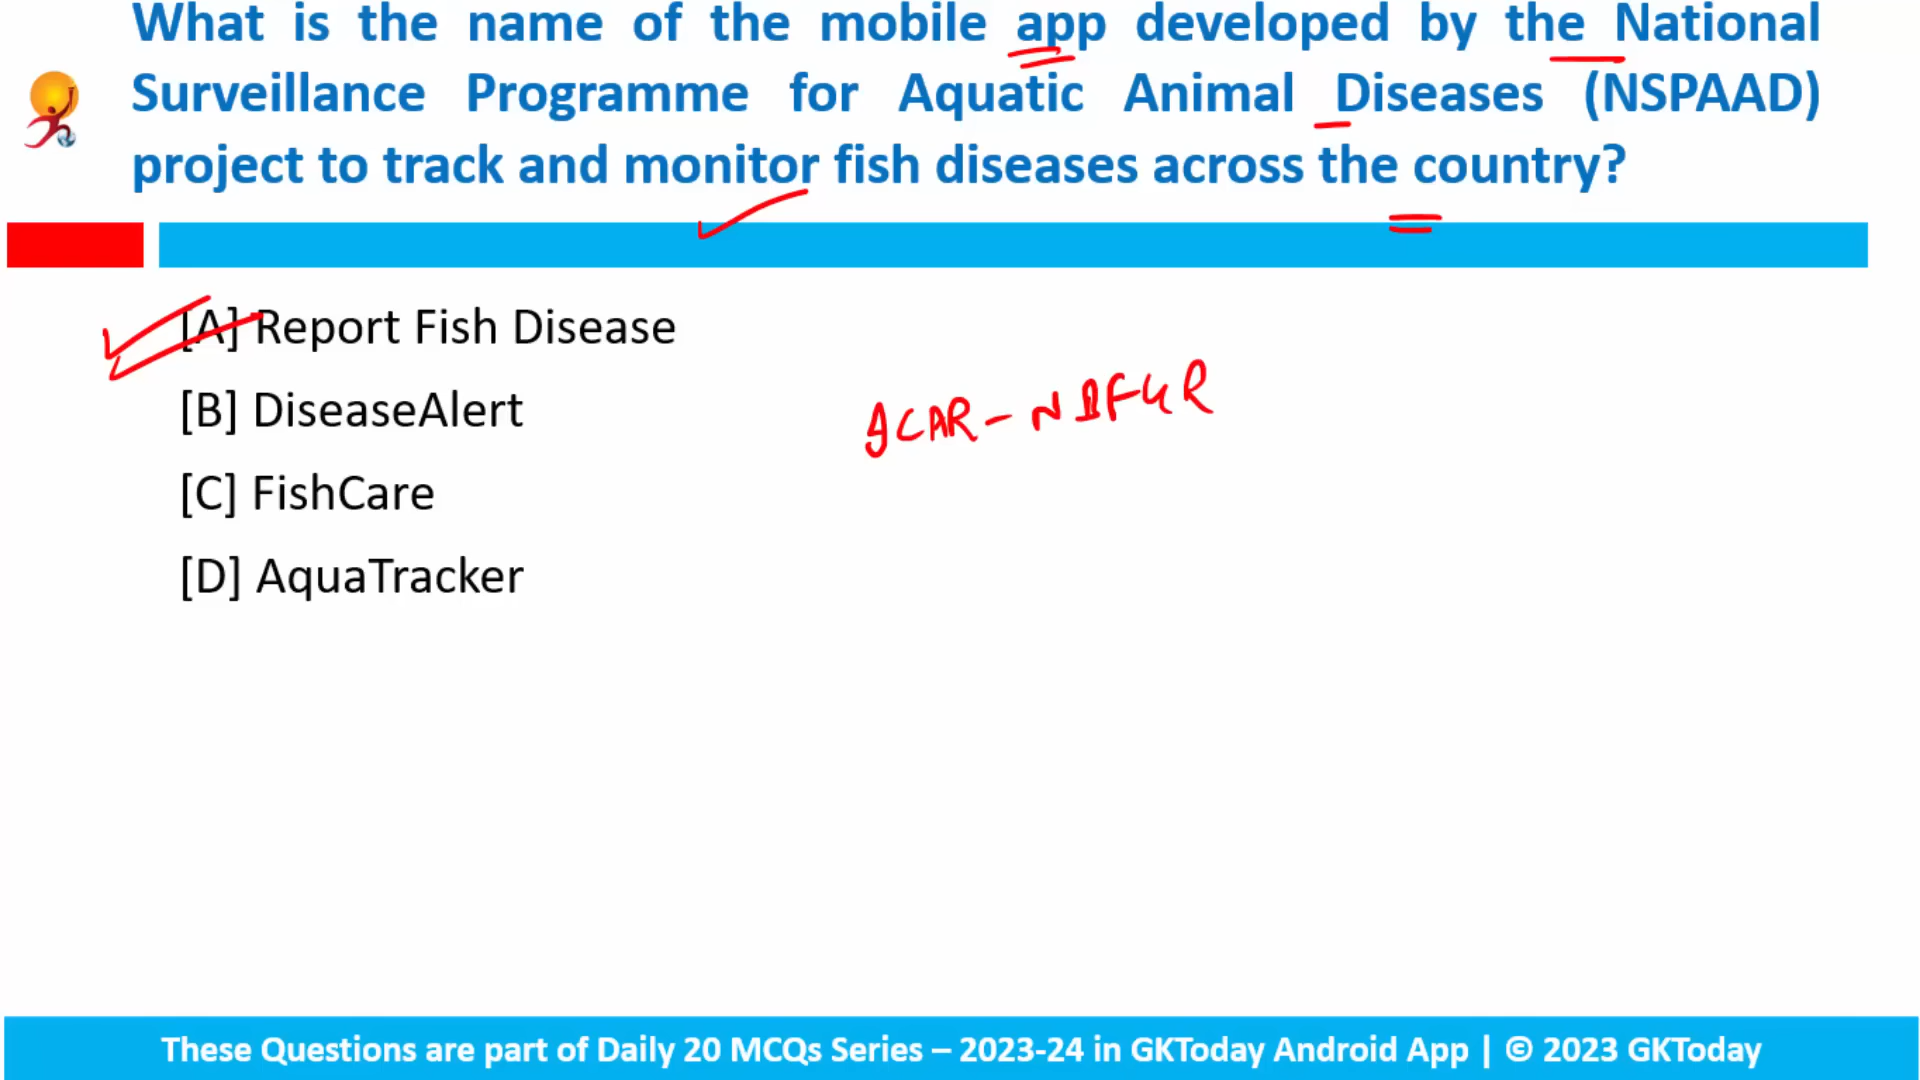 What is the name of the mobile app developed by the National
Surveillance Programme for Aquatic Animal Diseases (NSPAAD)
project to track and monitor fish diseases across the country?
[A] Report Fish Disease
[B] DiseaseAlert
ICAR - NBFGR
[C] FishCare
[D] AquaTracker
These Questions are part of Daily 20 MCQs Series – 2023-24 in GKToday Android App | © 2023 GKToday